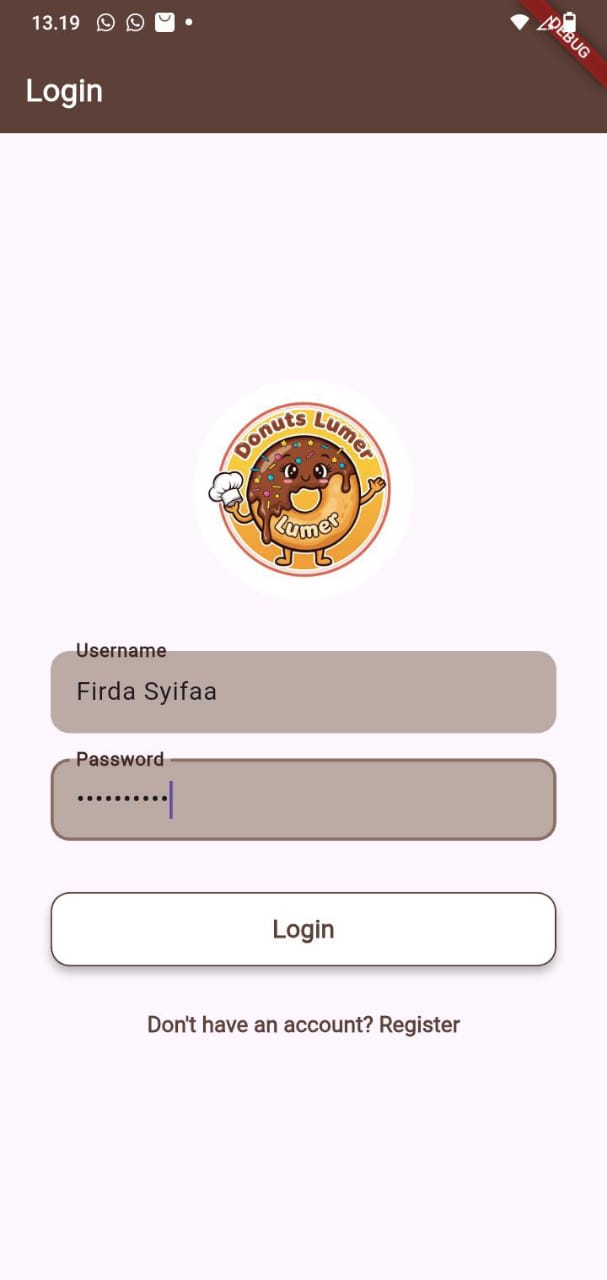 13.19
DEBUG
Login
Donuts Lumer
Lumer
Username
Firda Syifaa
Password
••••••••••
Login
Don't have an account? Register